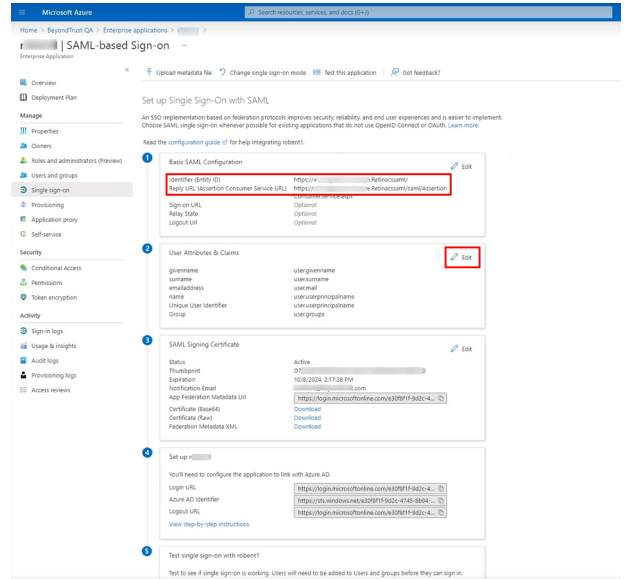 Microsoft Azure
Search resources, services, and docs (G+/)
Home > BeyondTrust QA > Enterprise applications >
| SAML-based Sign-on ...
Enterprise Application
«
Upload metadata file
Change single sign-on mode
Test this application
Got feedback?
Overview
Deployment Plan
Manage
Properties
Owners
Roles and administrators (Preview)
Users and groups
Single sign-on
Provisioning
Application proxy
Self-service
Security
Conditional Access
Permissions
Token encryption
Activity
Sign-in logs
Usage & insights
Audit logs
Provisioning logs
Access reviews
Set up Single Sign-On with SAML
An SSO implementation based on federation protocols improves security, reliability, and end user experiences and is easier to implement.
Choose SAML single sign-on whenever possible for existing applications that do not use OpenID Connect or OAuth. Learn more.
Read the configuration guide for help integrating robent1.
1
Basic SAML Configuration
Edit
Identifier (Entity ID) https:// e.Retinacssaml/
Reply URL (Assertion Consumer Service URL) https:// e.Retinacssaml/saml/Assertion
ConsumerService.aspx
Sign on URL Optional
Relay State Optional
Logout Url Optional
2
User Attributes & Claims
Edit
givenname user.givenname
surname user.surname
emailaddress user.mail
name user.userprincipalname
Unique User Identifier user.userprincipalname
Group user.groups
3
SAML Signing Certificate
Edit
Status Active
Thumbprint D7
Expiration 10/8/2024, 2:17:28 PM
Notification Email .com
App Federation Metadata Url https://login.microsoftonline.com/e30f8f1f-9d2c-4...
Certificate (Base64) Download
Certificate (Raw) Download
Federation Metadata XML Download
4
Set up
You'll need to configure the application to link with Azure AD.
Login URL https://login.microsoftonline.com/e30f8f1f-9d2c-4...
Azure AD Identifier https://sts.windows.net/e30f8f1f-9d2c-4745-8b94-...
Logout URL https://login.microsoftonline.com/e30f8f1f-9d2c-4...
View step-by-step instructions
5
Test single sign-on with robent1
Test to see if single sign-on is working. Users will need to be added to Users and groups before they can sign in.